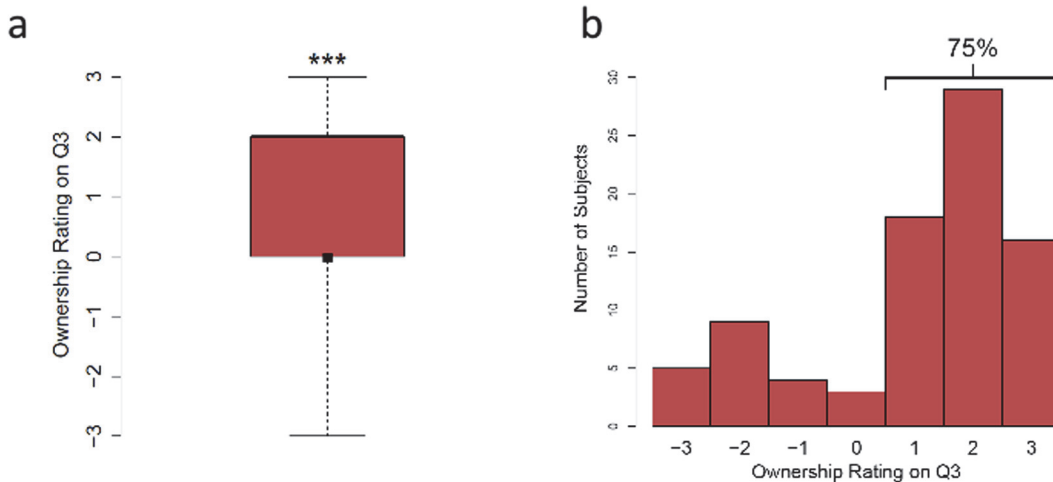 a
***
3
2
1
0
−1
−2
−3
Ownership Rating on Q3
b
75%
30
25
20
15
10
5
0
Number of Subjects
−3 −2 −1 0 1 2 3
Ownership Rating on Q3